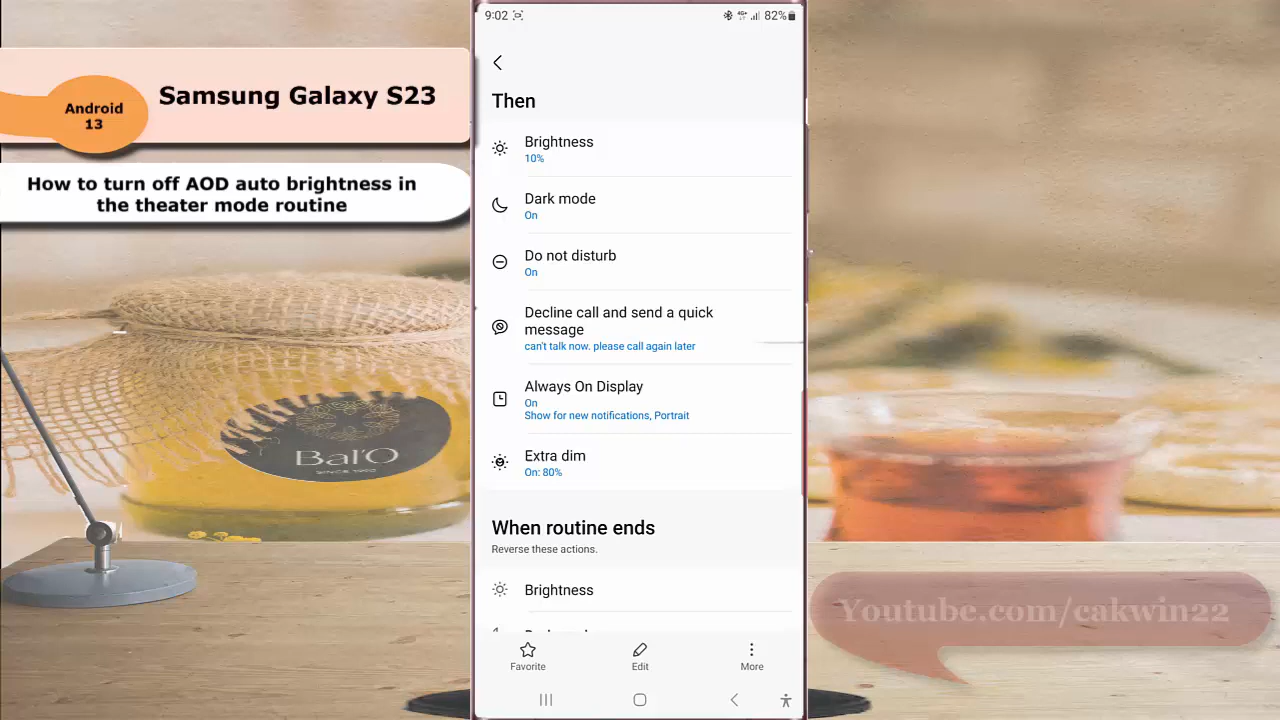 Samsung Galaxy S23
Android
13
How to turn off AOD auto brightness in
the theater mode routine
9:02
4G+
82%
Then
Brightness
10%
Dark mode
On
Do not disturb
On
Decline call and send a quick
message
can't talk now. please call again later
Always On Display
On
Show for new notifications, Portrait
Extra dim
On: 80%
When routine ends
Reverse these actions.
Brightness
Favorite
Edit
More
Bal'O
Youtube.com/cakwin22